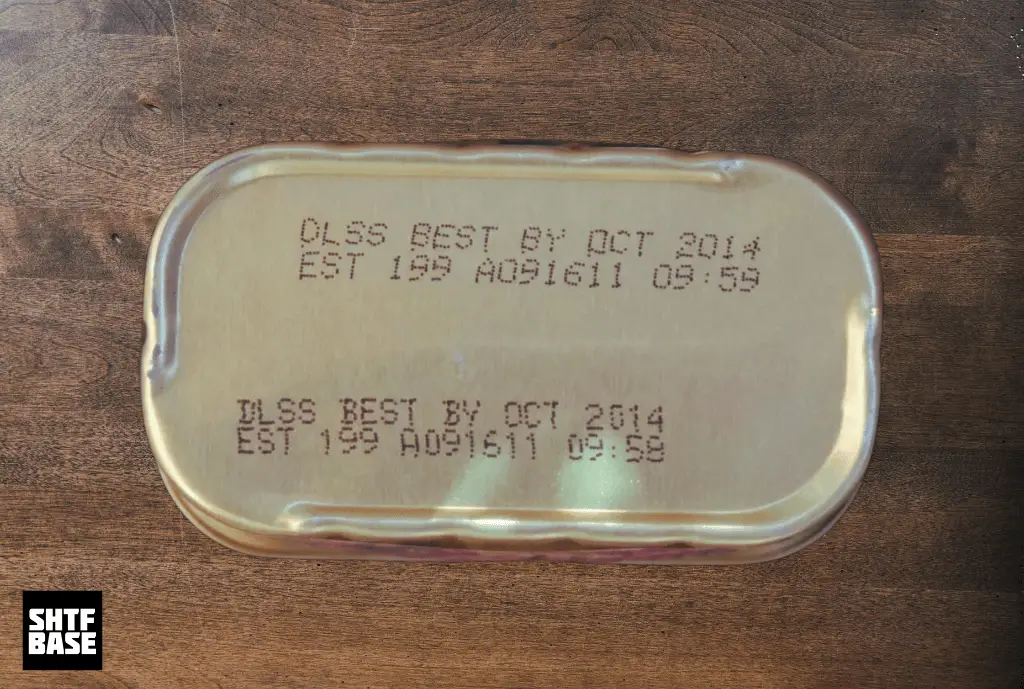 DLSS BEST BY OCT 2014
EST 199 A091611 09:59
DLSS BEST BY OCT 2014
EST 199 A091611 09:58
SHTF
BASE